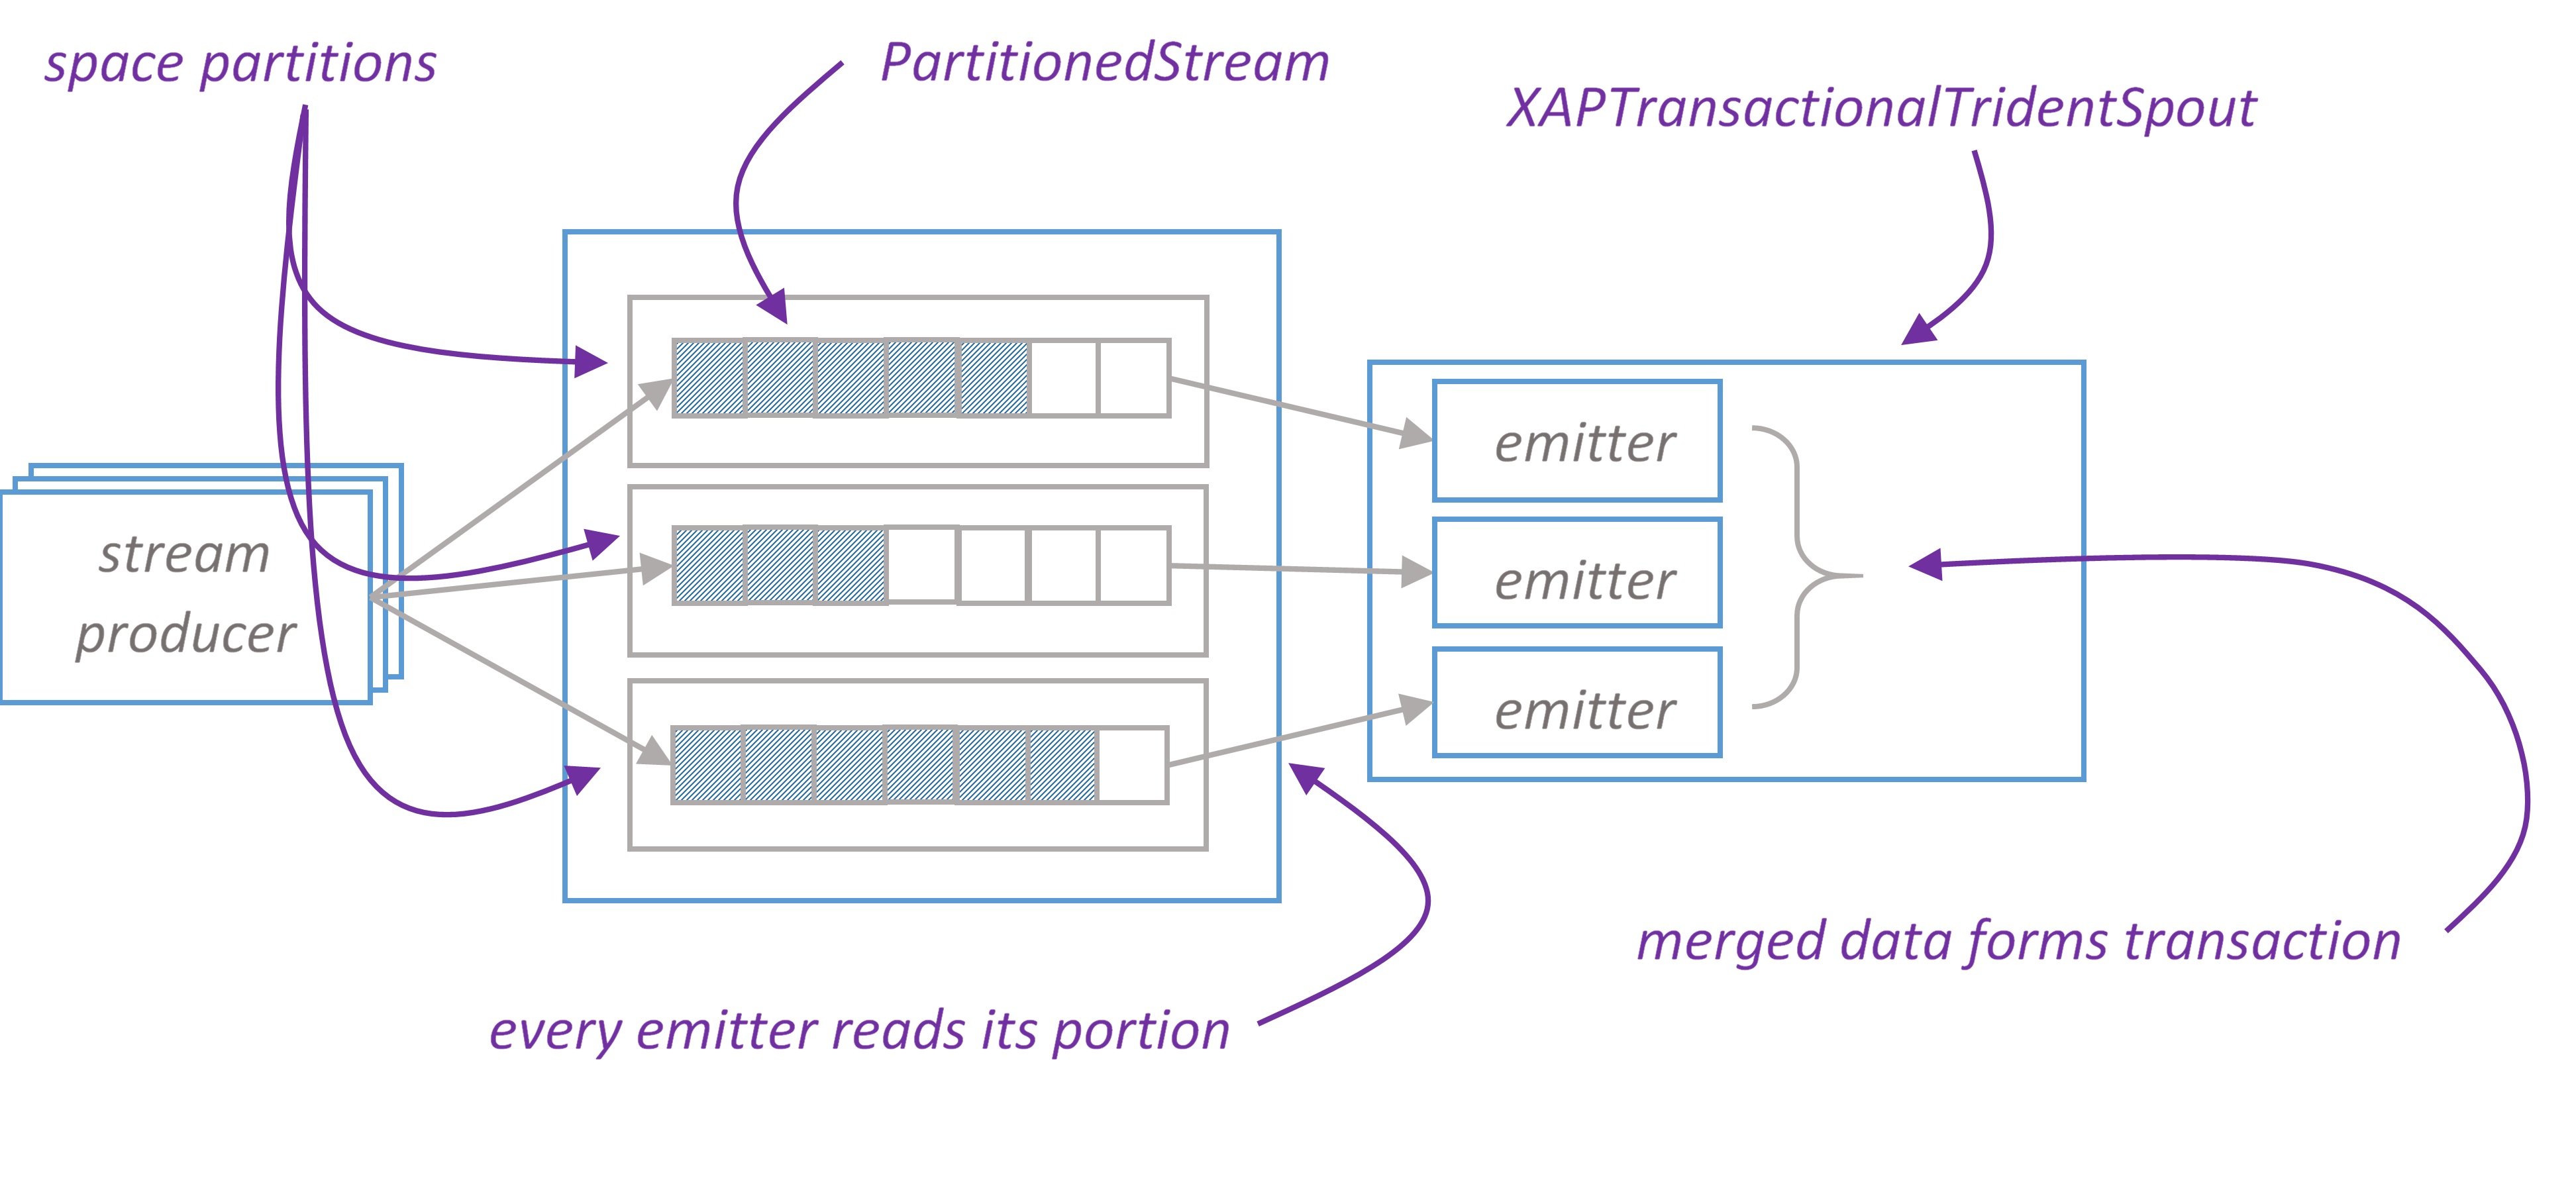 space partitions
PartitionedStream
XAPTransactionalTridentSpout
stream
producer
emitter
emitter
emitter
merged data forms transaction
every emitter reads its portion